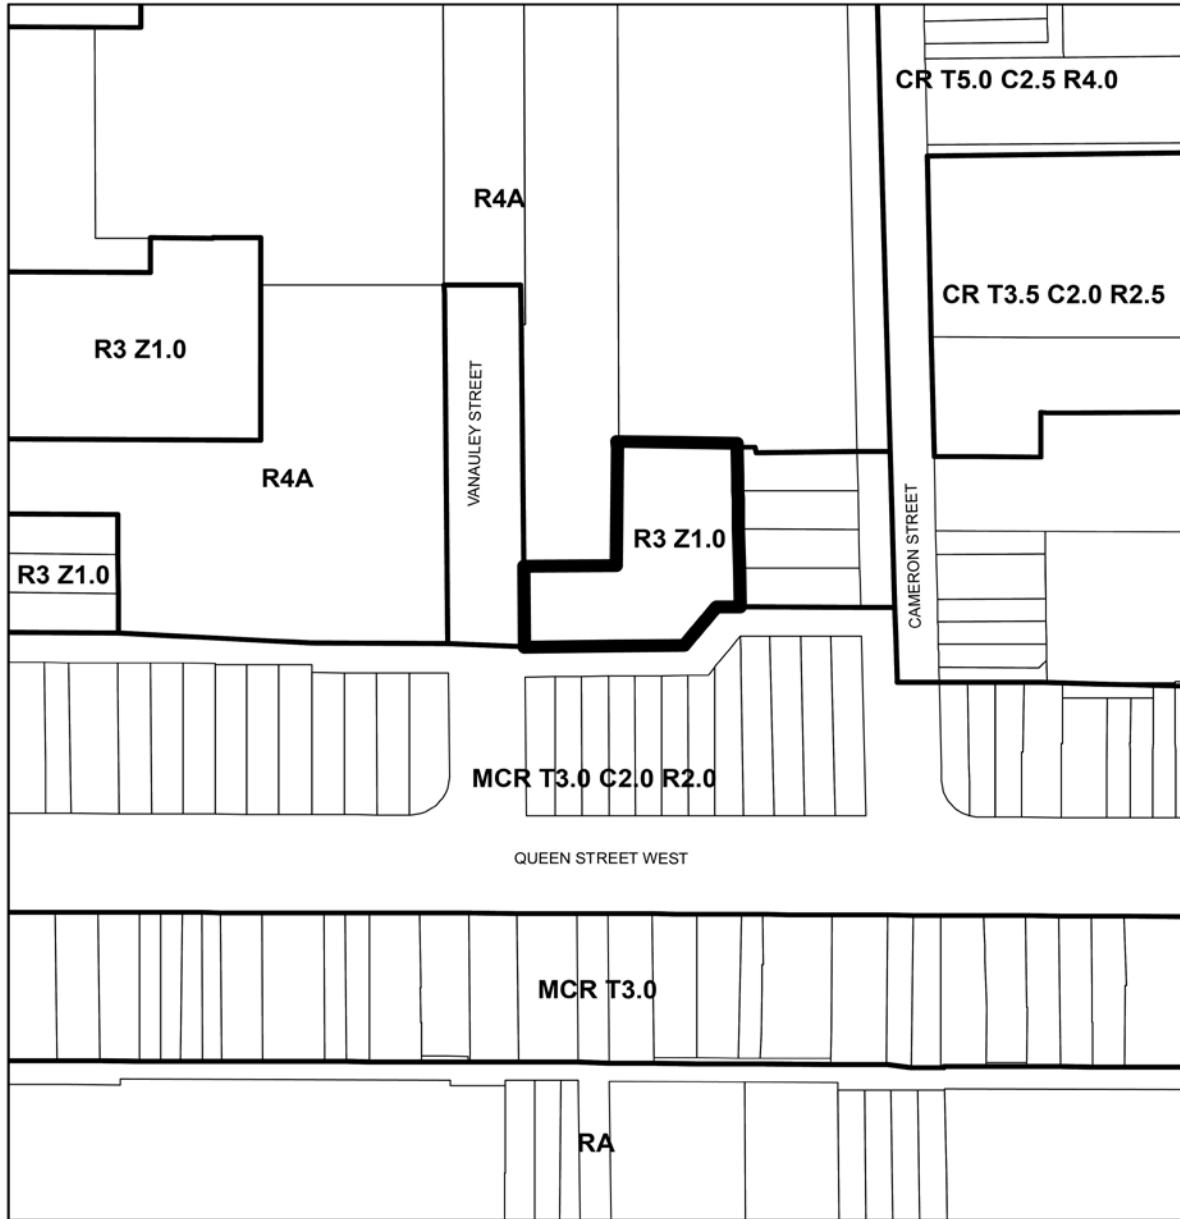 CR T5.0 C2.5 R4.0
R4A
CR T3.5 C2.0 R2.5
R3 Z1.0
VANAULEY STREET
R4A
R3 Z1.0
CAMERON STREET
R3 Z1.0
MCR T3.0 C2.0 R2.0
QUEEN STREET WEST
MCR T3.0
RA